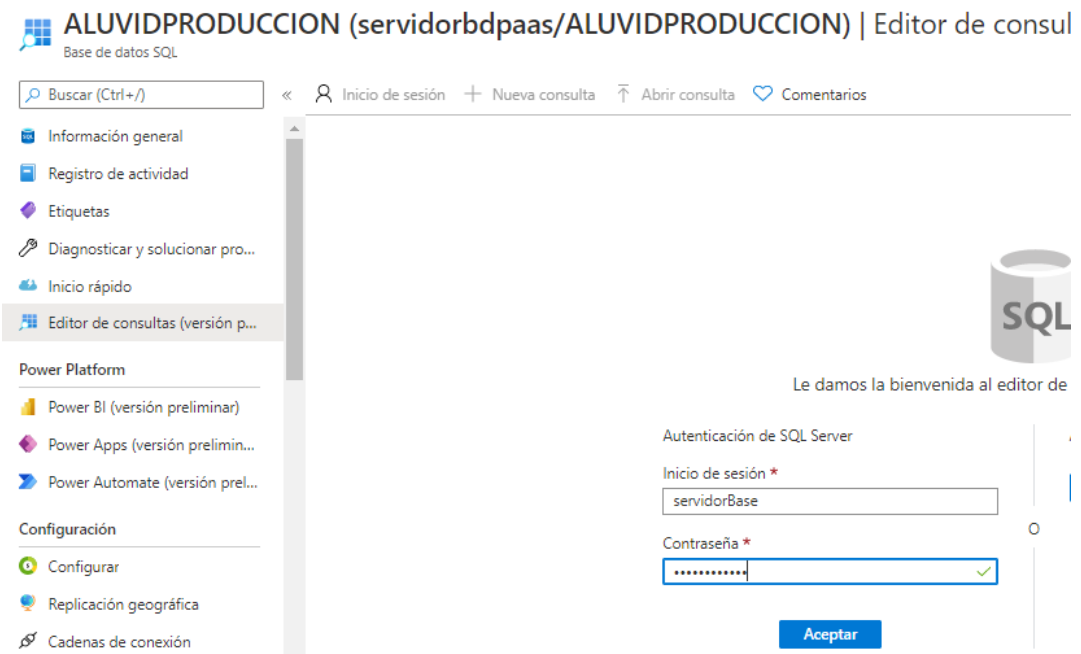 ALUVIDPRODUCCION (servidorbdpaas/ALUVIDPRODUCCION) | Editor de consul
Base de datos SQL
Buscar (Ctrl+/)
«
Inicio de sesión
Nueva consulta
Abrir consulta
Comentarios
Información general
Registro de actividad
Etiquetas
Diagnosticar y solucionar pro...
Inicio rápido
Editor de consultas (versión p...
Power Platform
Power BI (versión preliminar)
Power Apps (versión prelimin...
Power Automate (versión prel...
Configuración
Configurar
Replicación geográfica
Cadenas de conexión
SQL
Le damos la bienvenida al editor de
Autenticación de SQL Server
Inicio de sesión *
servidorBase
Contraseña *
••••••••••••
O
Aceptar